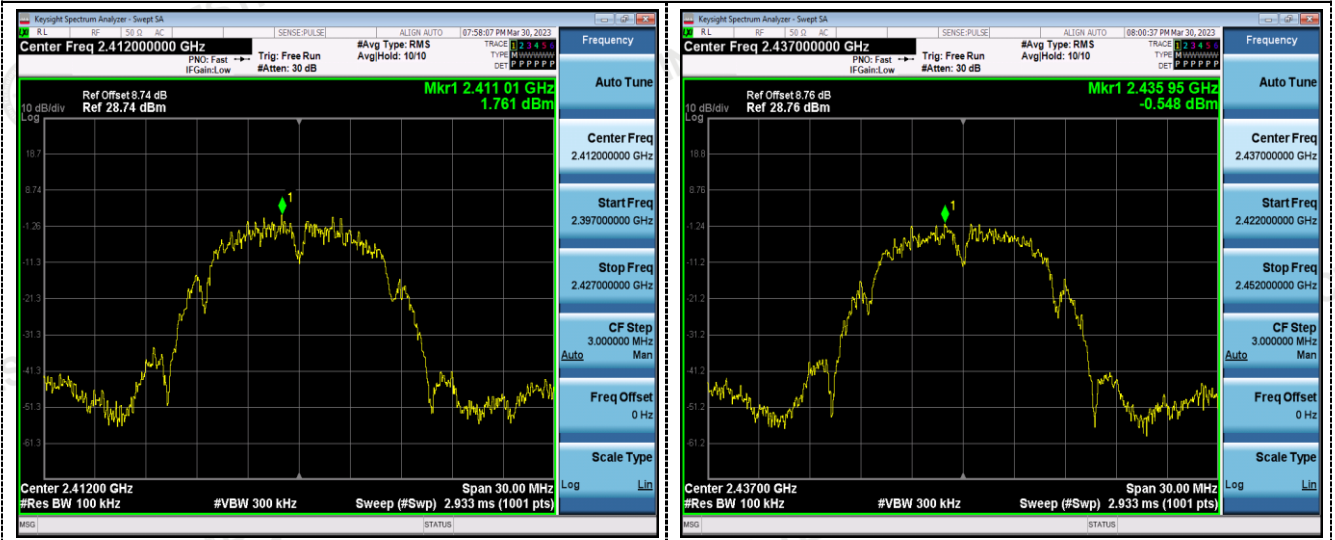 Keysight Spectrum Analyzer - Swept SA
RL RF 50 Ω AC SENSE:PULSE ALIGN AUTO 07:58:07 PM Mar 30, 2023
Center Freq 2.412000000 GHz
PNO: Fast
IFGain:Low
Trig: Free Run
#Atten: 30 dB
#Avg Type: RMS
Avg|Hold: 10/10
TRACE 1 2 3 4 5 6
TYPE M W W W W W
DET P P P P P P
Ref Offset 8.74 dB
10 dB/div Ref 28.74 dBm
Log
Mkr1 2.411 01 GHz
1.761 dBm
18.7
8.74
-1.26
-11.3
-21.3
-31.3
-41.3
-51.3
-61.3
1
Center 2.41200 GHz Span 30.00 MHz
#Res BW 100 kHz #VBW 300 kHz Sweep (#Swp) 2.933 ms (1001 pts)
MSG STATUS
Frequency
Auto Tune
Center Freq
2.412000000 GHz
Start Freq
2.397000000 GHz
Stop Freq
2.427000000 GHz
CF Step
3.000000 MHz
Auto Man
Freq Offset
0 Hz
Scale Type
Log Lin
Keysight Spectrum Analyzer - Swept SA
RL RF 50 Ω AC SENSE:PULSE ALIGN AUTO 08:00:37 PM Mar 30, 2023
Center Freq 2.437000000 GHz
PNO: Fast
IFGain:Low
Trig: Free Run
#Atten: 30 dB
#Avg Type: RMS
Avg|Hold: 10/10
TRACE 1 2 3 4 5 6
TYPE M W W W W W
DET P P P P P P
Ref Offset 8.76 dB
10 dB/div Ref 28.76 dBm
Log
Mkr1 2.435 95 GHz
-0.548 dBm
18.8
8.76
-1.24
-11.2
-21.2
-31.2
-41.2
-51.2
-61.2
1
Center 2.43700 GHz Span 30.00 MHz
#Res BW 100 kHz #VBW 300 kHz Sweep (#Swp) 2.933 ms (1001 pts)
MSG STATUS
Frequency
Auto Tune
Center Freq
2.437000000 GHz
Start Freq
2.422000000 GHz
Stop Freq
2.452000000 GHz
CF Step
3.000000 MHz
Auto Man
Freq Offset
0 Hz
Scale Type
Log Lin